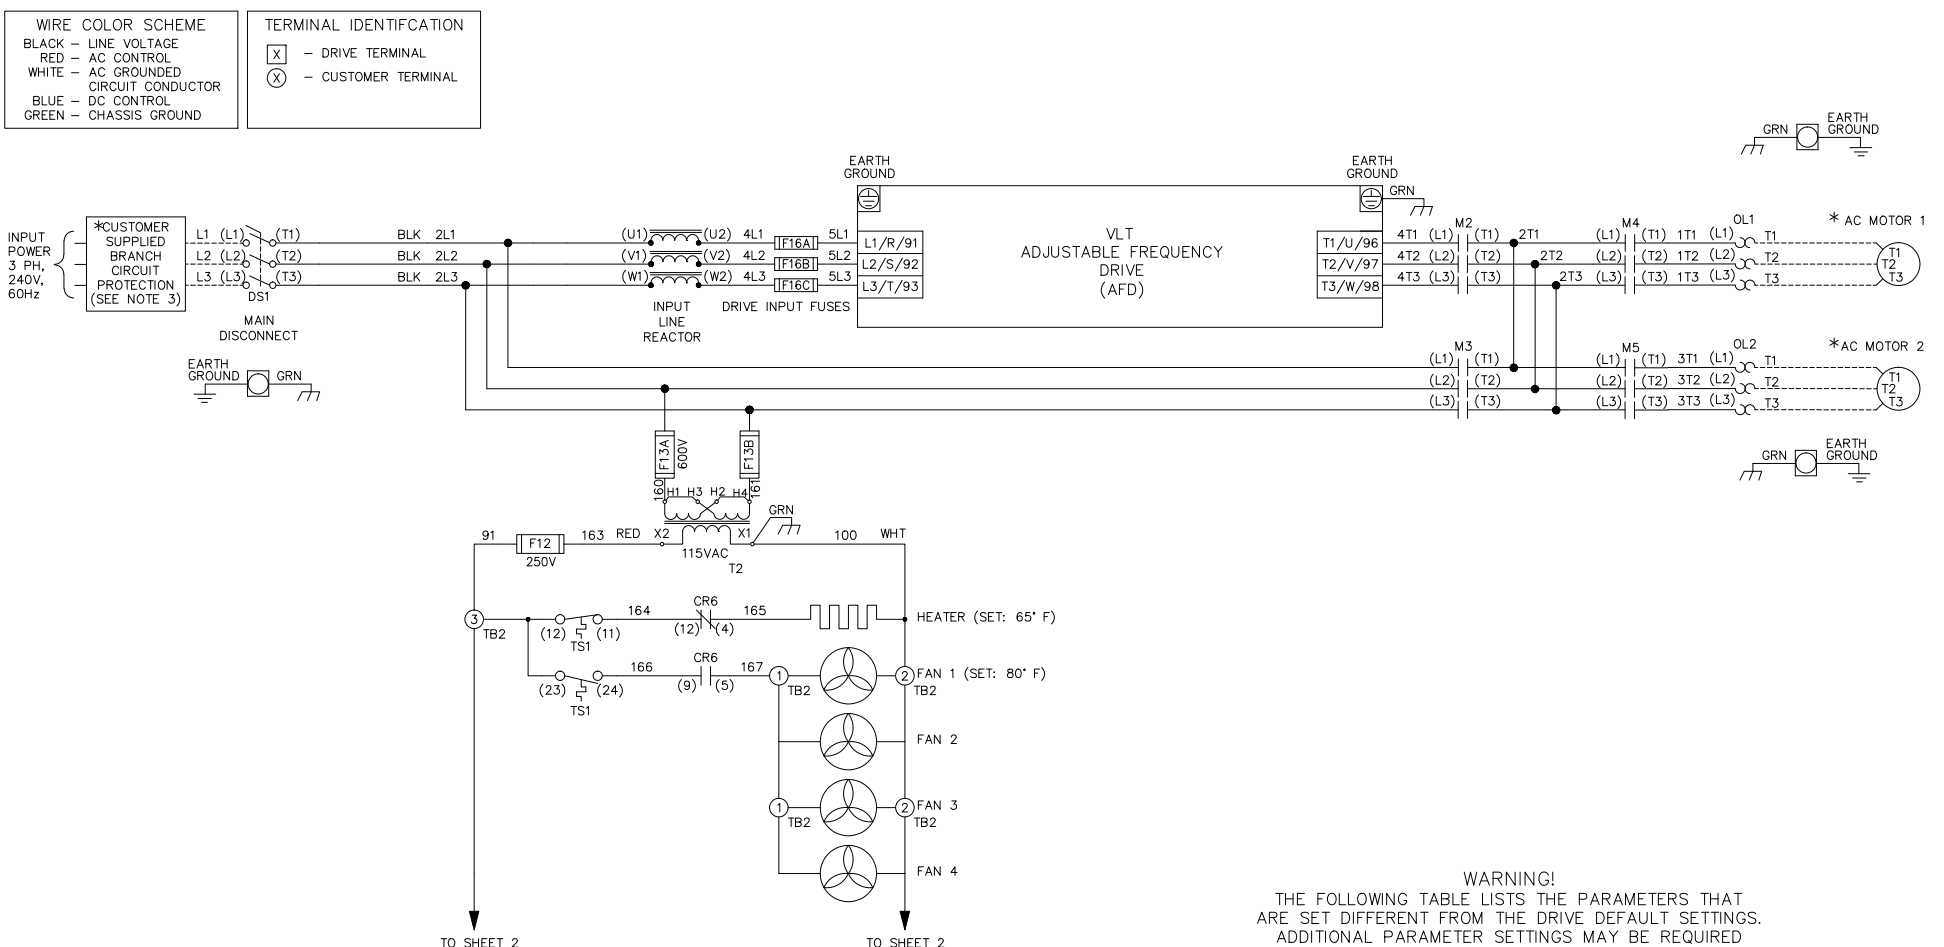 WIRE COLOR SCHEME
BLACK – LINE VOLTAGE
RED – AC CONTROL
WHITE – AC GROUNDED
CIRCUIT CONDUCTOR
BLUE – DC CONTROL
GREEN – CHASSIS GROUND
TERMINAL IDENTIFCATION
X – DRIVE TERMINAL
X – CUSTOMER TERMINAL
GRN
EARTH
GROUND
EARTH
GROUND
EARTH
GROUND
GRN
INPUT
POWER
3 PH,
240V,
60Hz
*CUSTOMER
SUPPLIED
BRANCH
CIRCUIT
PROTECTION
(SEE NOTE 3)
L1 (L1) (T1) BLK 2L1 (U1) (U2) 4L1 F16A 5L1 L1/R/91
L2 (L2) (T2) BLK 2L2 (V1) (V2) 4L2 F16B 5L2 L2/S/92
L3 (L3) (T3) BLK 2L3 (W1) (W2) 4L3 F16C 5L3 L3/T/93
DS1
MAIN
DISCONNECT
INPUT
LINE
REACTOR
DRIVE INPUT FUSES
VLT
ADJUSTABLE FREQUENCY
DRIVE
(AFD)
M2 M4 OL1 * AC MOTOR 1
T1/U/96 4T1 (L1) (T1) 2T1 (L1) (T1) 1T1 (L1) T1 T1
T2/V/97 4T2 (L2) (T2) 2T2 (L2) (T2) 1T2 (L2) T2 T2
T3/W/98 4T3 (L3) (T3) 2T3 (L3) (T3) 1T3 (L3) T3 T3
EARTH
GROUND GRN
M3 M5 OL2 *AC MOTOR 2
(L1) (T1) (L1) (T1) 3T1 (L1) T1 T1
(L2) (T2) (L2) (T2) 3T2 (L2) T2 T2
(L3) (T3) (L3) (T3) 3T3 (L3) T3 T3
GRN
EARTH
GROUND
F13A 600V F13B
160 H1 H3 H2 H4 161
GRN
91 F12 163 RED X2 X1 100 WHT
250V
115VAC
T2
3 TB2
(12) (11) 164 CR6 165 HEATER (SET: 65° F)
TS1 (12) (4)
(23) (24) 166 CR6 167 1 2 FAN 1 (SET: 80° F)
TS1 (9) (5) TB2 TB2
FAN 2
1 2 FAN 3
TB2 TB2
FAN 4
TO SHEET 2 TO SHEET 2
WARNING!
THE FOLLOWING TABLE LISTS THE PARAMETERS THAT
ARE SET DIFFERENT FROM THE DRIVE DEFAULT SETTINGS.
ADDITIONAL PARAMETER SETTINGS MAY BE REQUIRED